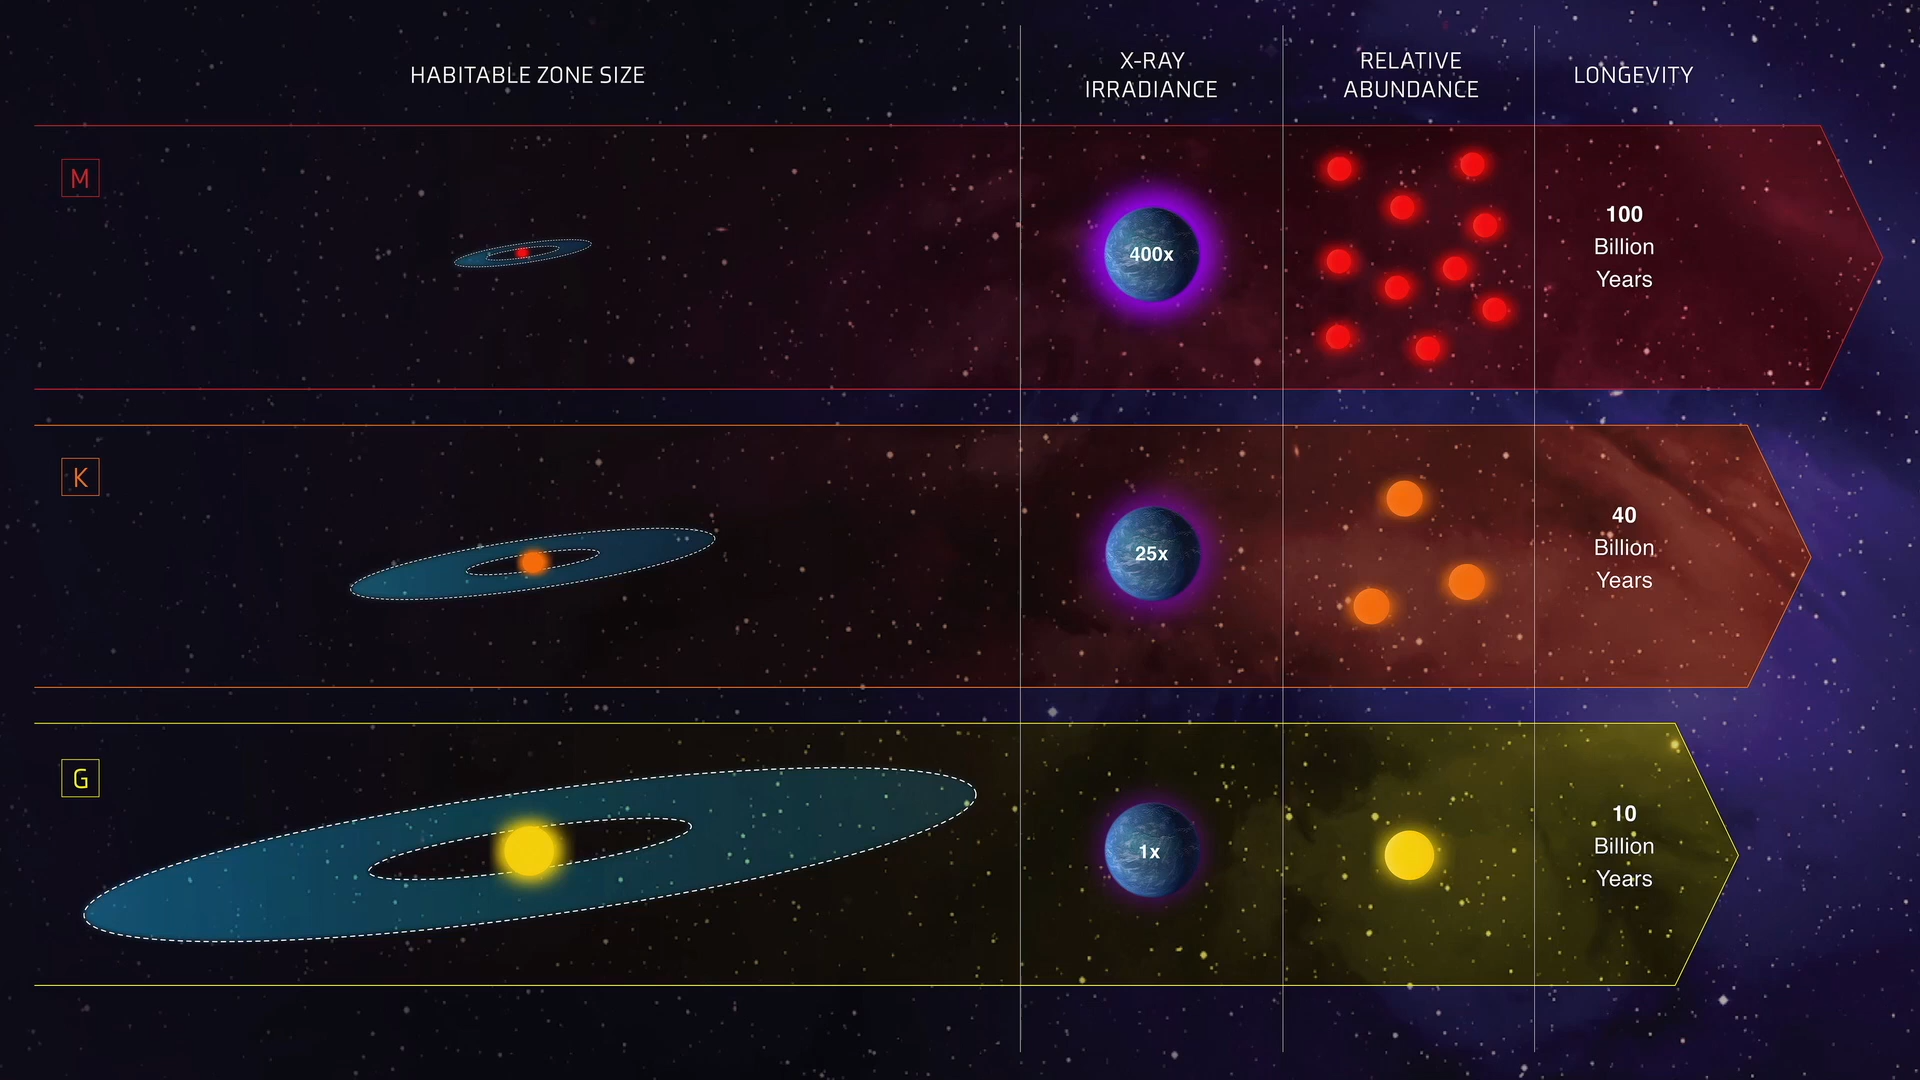 HABITABLE ZONE SIZE
X-RAY
IRRADIANCE
RELATIVE
ABUNDANCE
LONGEVITY
M
400x
100
Billion
Years
K
25x
40
Billion
Years
G
1x
10
Billion
Years